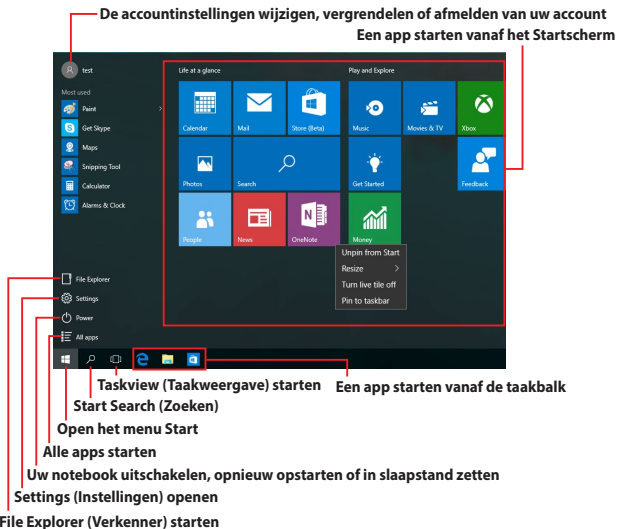 De accountinstellingen wijzigen, vergrendelen of afmelden van uw account
Een app starten vanaf het Startscherm
test
Life at a glance
Play and Explore
Most used
Paint
Get Skype
Maps
Snipping Tool
Calculator
Alarms & Clock
Calendar
Mail
Store (Beta)
Music
Movies & TV
Xbox
Photos
Search
Get Started
Feedback
People
News
N
OneNote
Money
Unpin from Start
Resize
Turn live tile off
Pin to taskbar
File Explorer
Settings
Power
All apps
Taskview (Taakweergave) starten
Een app starten vanaf de taakbalk
Start Search (Zoeken)
Open het menu Start
Alle apps starten
Uw notebook uitschakelen, opnieuw opstarten of in slaapstand zetten
Settings (Instellingen) openen
File Explorer (Verkenner) starten